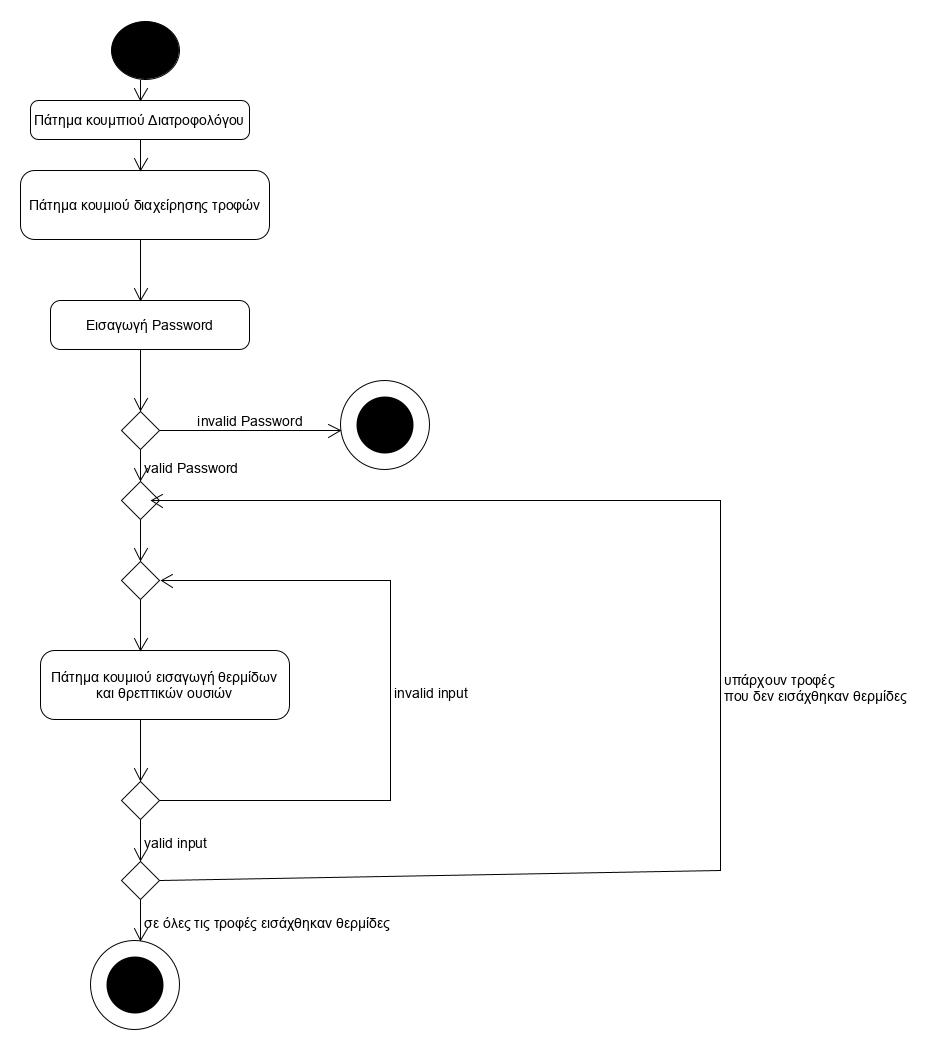 Πάτημα κουμπιού Διατροφολόγου
Πάτημα κουμιού διαχείρησης τροφών
Εισαγωγή Password
invalid Password
valid Password
Πάτημα κουμιού εισαγωγή θερμίδων
και θρεπτικών ουσιών
invalid input
υπάρχουν τροφές
που δεν εισάχθηκαν θερμίδες
valid input
σε όλες τις τροφές εισάχθηκαν θερμίδες